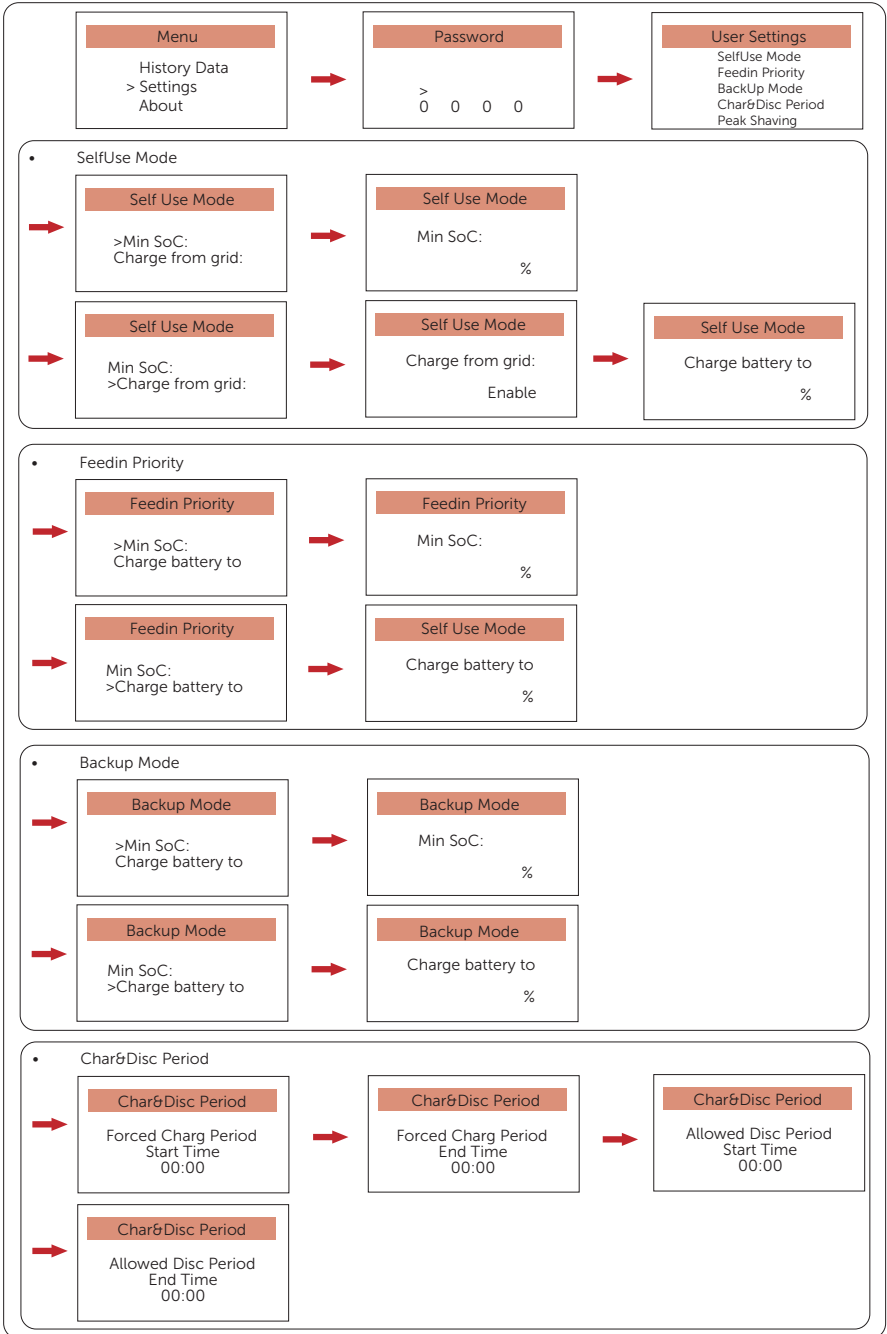 Menu
History Data
> Settings
About
Password
>
0 0 0 0
User Settings
SelfUse Mode
Feedin Priority
BackUp Mode
Char&Disc Period
Peak Shaving
• SelfUse Mode
Self Use Mode
>Min SoC:
Charge from grid:
Self Use Mode
Min SoC:
%
Self Use Mode
Min SoC:
>Charge from grid:
Self Use Mode
Charge from grid:
Enable
Self Use Mode
Charge battery to
%
• Feedin Priority
Feedin Priority
>Min SoC:
Charge battery to
Feedin Priority
Min SoC:
%
Feedin Priority
Min SoC:
>Charge battery to
Self Use Mode
Charge battery to
%
• Backup Mode
Backup Mode
>Min SoC:
Charge battery to
Backup Mode
Min SoC:
%
Backup Mode
Min SoC:
>Charge battery to
Backup Mode
Charge battery to
%
• Char&Disc Period
Char&Disc Period
Forced Charg Period
Start Time
00:00
Char&Disc Period
Forced Charg Period
End Time
00:00
Char&Disc Period
Allowed Disc Period
Start Time
00:00
Char&Disc Period
Allowed Disc Period
End Time
00:00